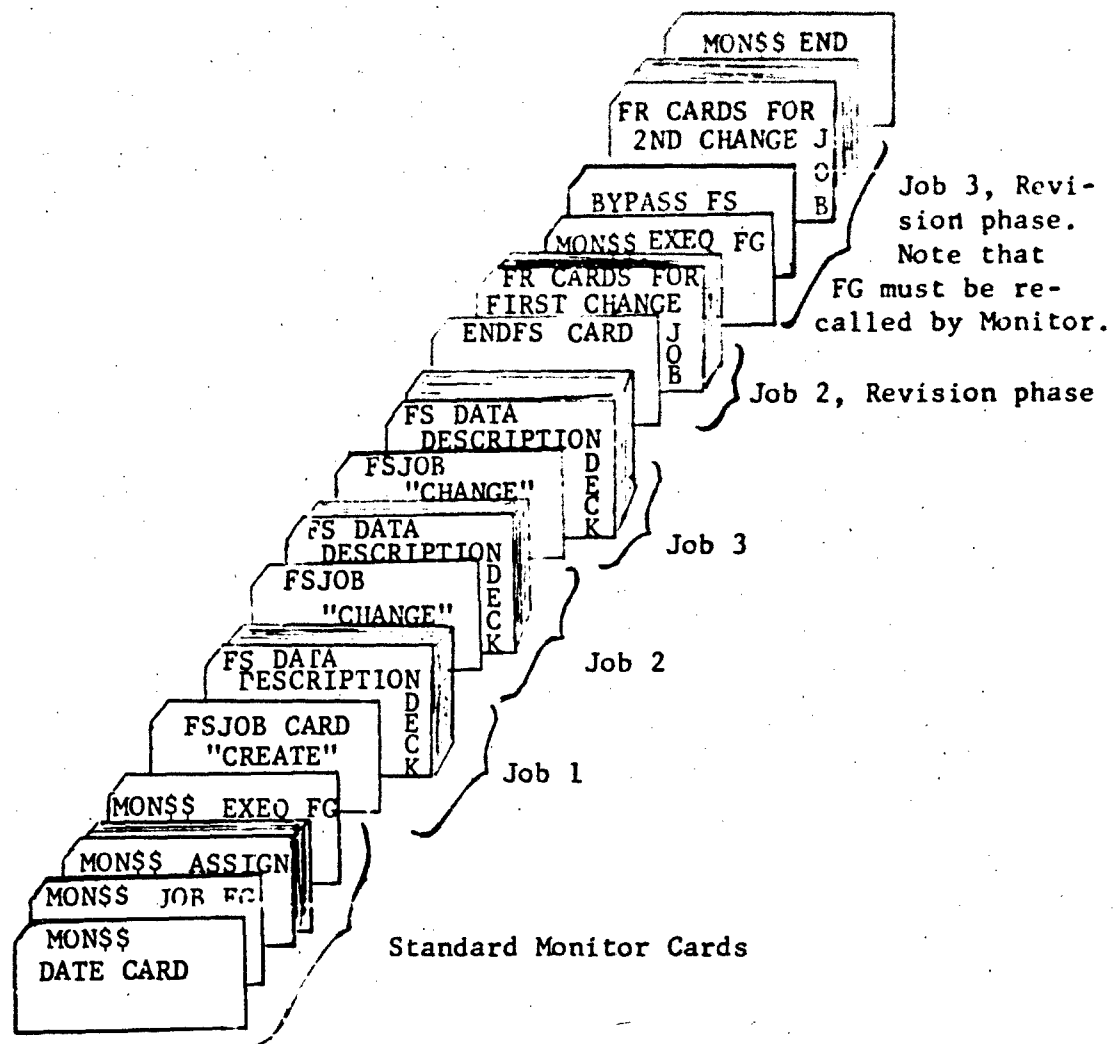 MON$$ END
FR CARDS FOR
2ND CHANGE
JOB
BYPASS FS
MON$$ EXEQ FG
FR CARDS FOR
FIRST CHANGE
JOB
ENDFS CARD
FS DATA
DESCRIPTION
DECK
FSJOB
"CHANGE"
FS DATA
DESCRIPTION
DECK
FSJOB
"CHANGE"
FS DATA
DESCRIPTION
DECK
FSJOB CARD
"CREATE"
MON$$ EXEQ FG
MON$$ ASSIGN
MON$$ JOB FG
MON$$
DATE CARD
Job 3, Revi-
sion phase.
Note that
FG must be re-
called by Monitor.
Job 2, Revision phase
Job 3
Job 2
Job 1
Standard Monitor Cards